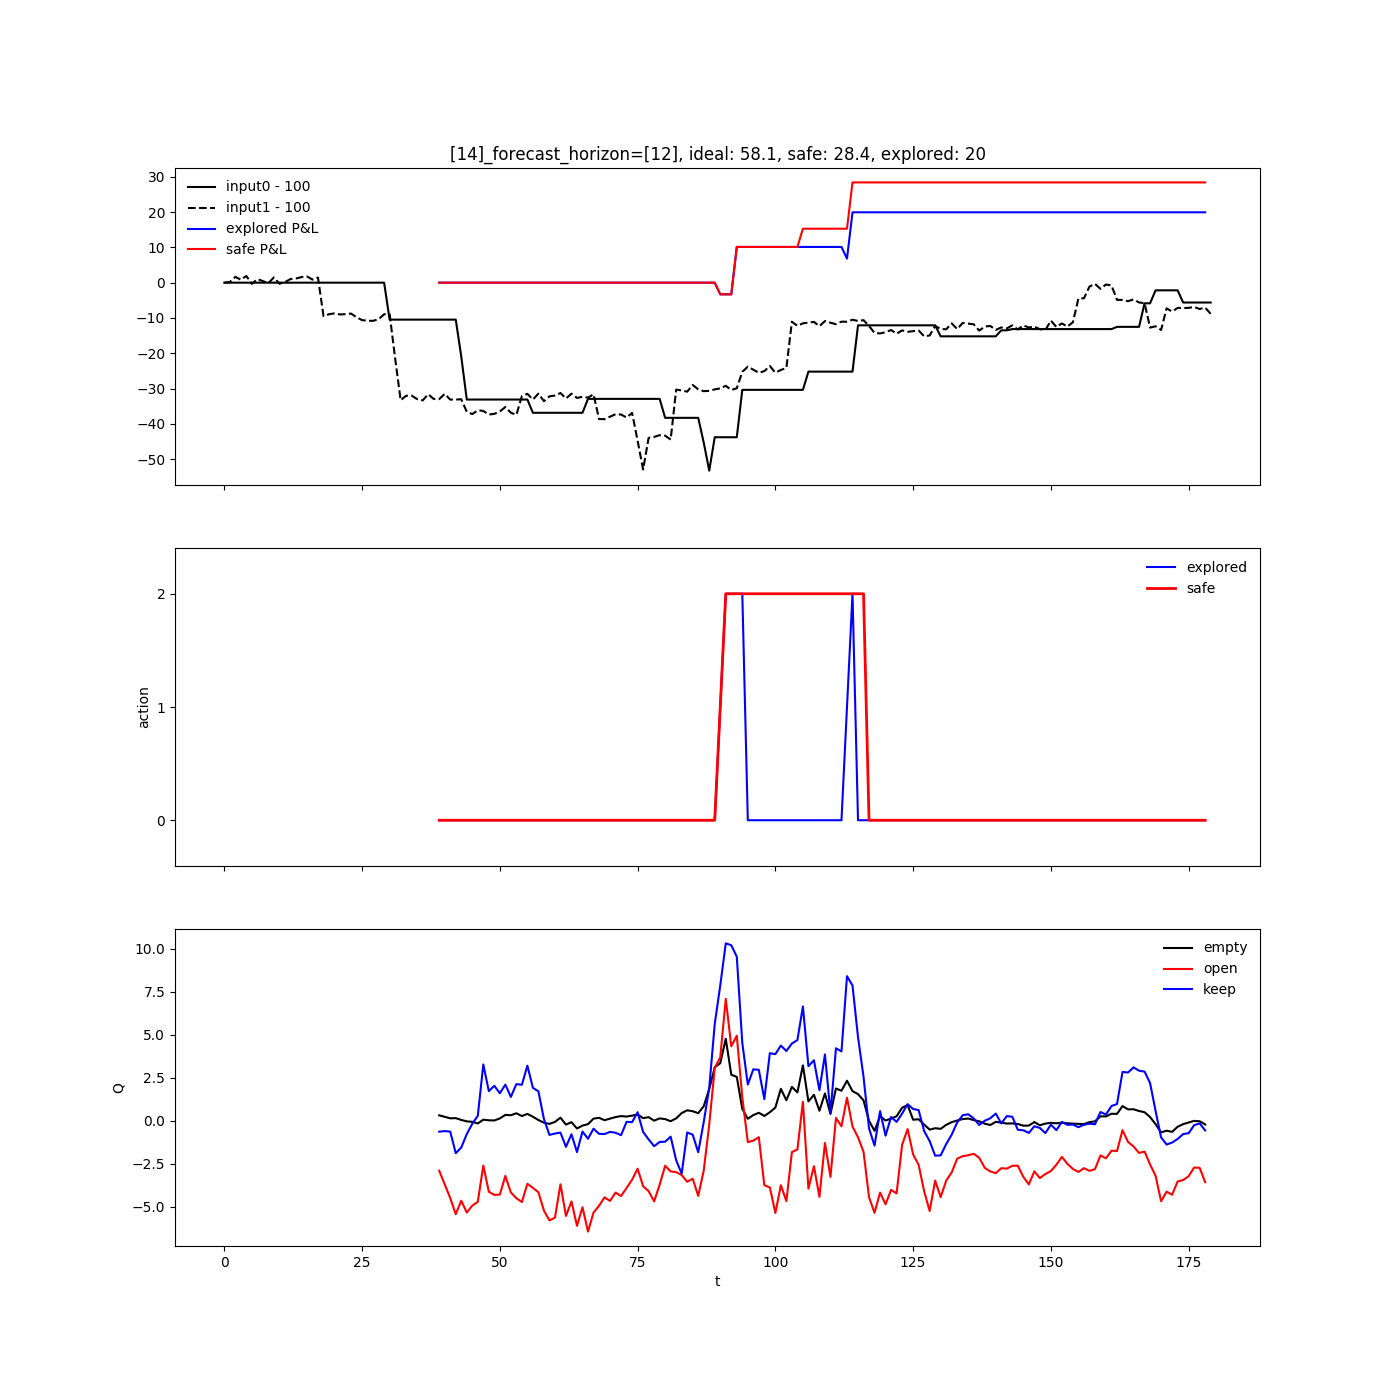 [14]_forecast_horizon=[12], ideal: 58.1, safe: 28.4, explored: 20
30
20
10
0
−10
−20
−30
−40
−50
input0 - 100
input1 - 100
explored P&L
safe P&L
2
1
0
action
explored
safe
10.0
7.5
5.0
2.5
0.0
−2.5
−5.0
Q
empty
open
keep
0 25 50 75 100 125 150 175
t